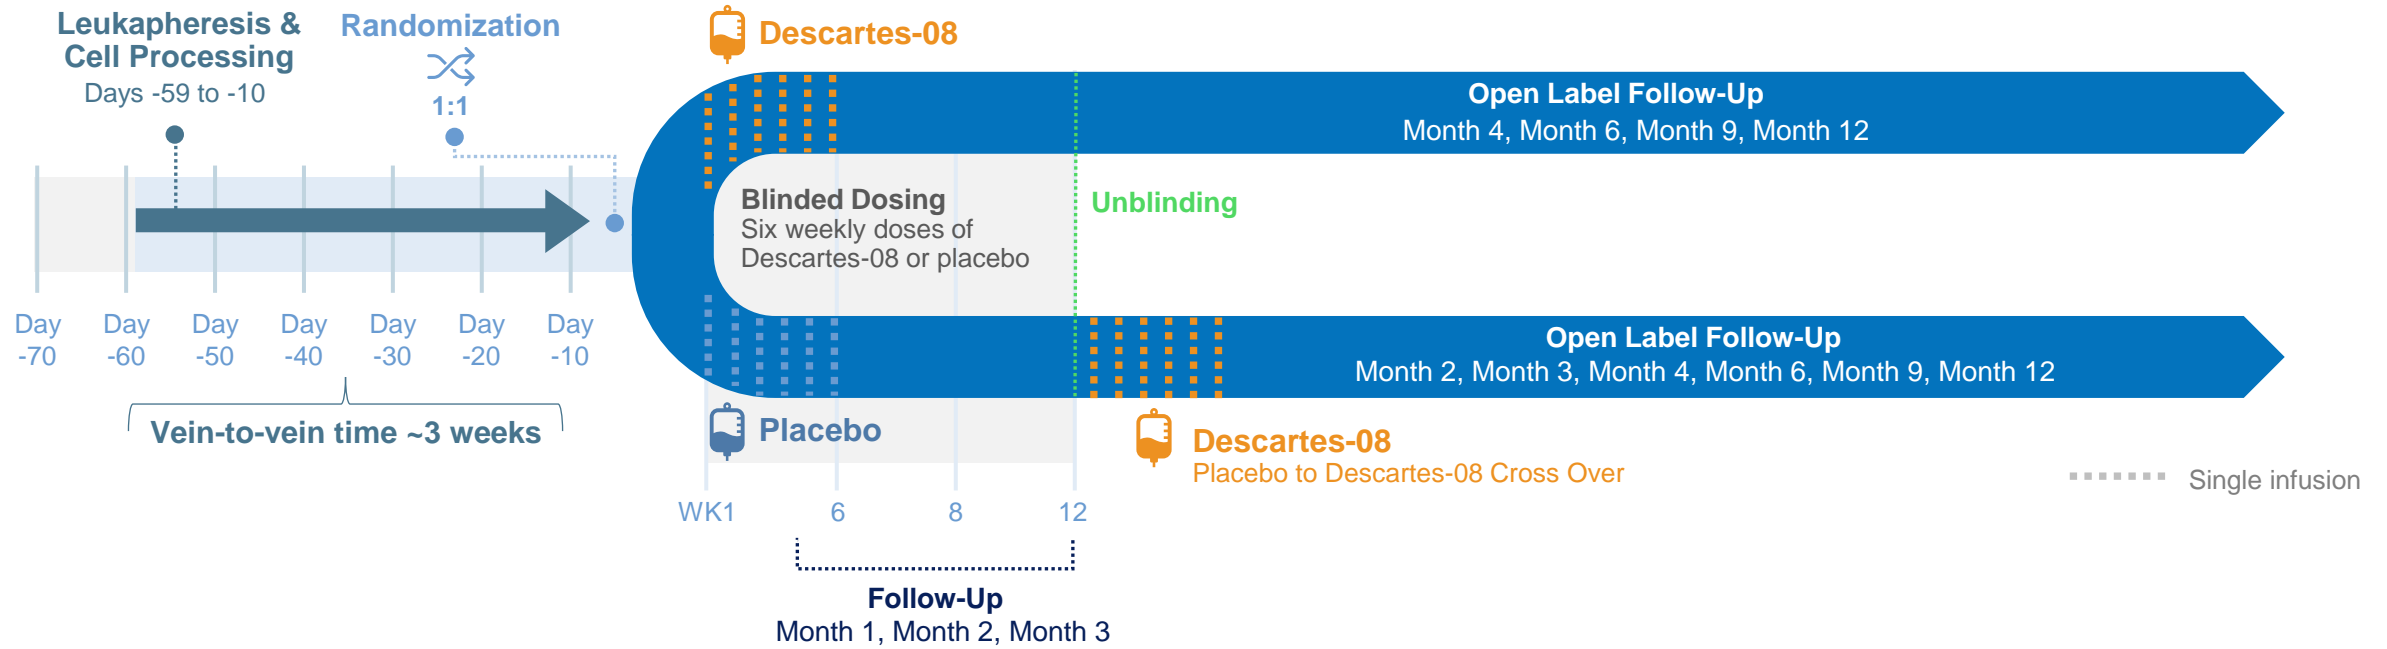 Leukapheresis &
Cell Processing
Days -59 to -10
Randomization
1:1
Day
-70
Day
-60
Day
-50
Day
-40
Day
-30
Day
-20
Day
-10
Vein-to-vein time ~3 weeks
Descartes-08
Open Label Follow-Up
Month 4, Month 6, Month 9, Month 12
Blinded Dosing
Six weekly doses of
Descartes-08 or placebo
Unblinding
Open Label Follow-Up
Month 2, Month 3, Month 4, Month 6, Month 9, Month 12
Placebo
Descartes-08
Placebo to Descartes-08 Cross Over
Single infusion
WK1
6
8
12
Follow-Up
Month 1, Month 2, Month 3